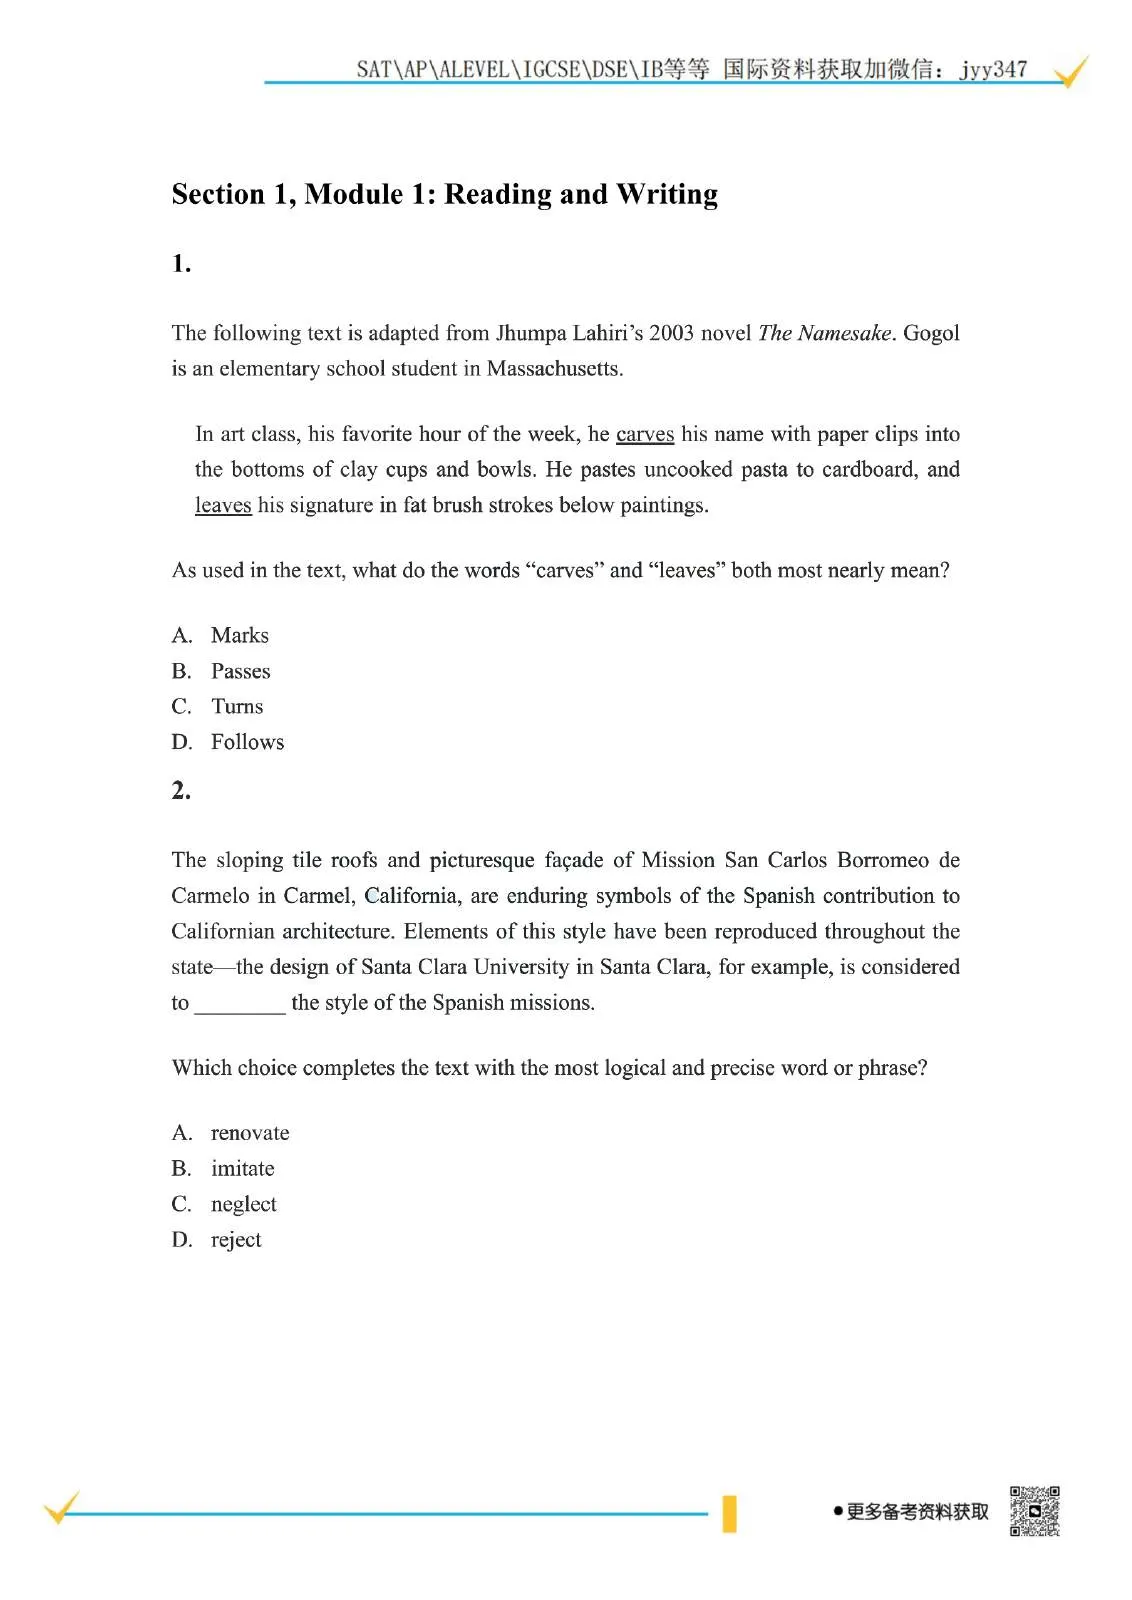 SAT\AP\ALEVEL\IGCSE\DSE\IB等等 国际资料获取加微信：jyy347
Section 1, Module 1: Reading and Writing
1.
The following text is adapted from Jhumpa Lahiri’s 2003 novel The Namesake. Gogol
is an elementary school student in Massachusetts.
In art class, his favorite hour of the week, he carves his name with paper clips into
the bottoms of clay cups and bowls. He pastes uncooked pasta to cardboard, and
leaves his signature in fat brush strokes below paintings.
As used in the text, what do the words “carves” and “leaves” both most nearly mean?
A. Marks
B. Passes
C. Turns
D. Follows
2.
The sloping tile roofs and picturesque façade of Mission San Carlos Borromeo de
Carmelo in Carmel, California, are enduring symbols of the Spanish contribution to
Californian architecture. Elements of this style have been reproduced throughout the
state—the design of Santa Clara University in Santa Clara, for example, is considered
to ________ the style of the Spanish missions.
Which choice completes the text with the most logical and precise word or phrase?
A. renovate
B. imitate
C. neglect
D. reject
●更多备考资料获取